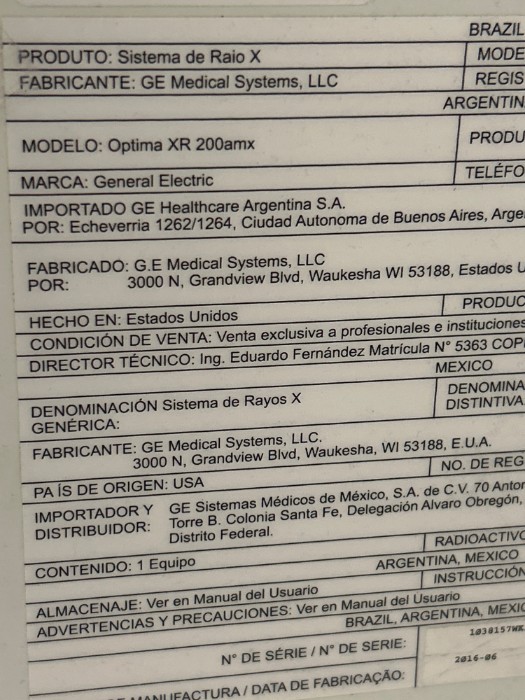 BRAZIL
PRODUTO: Sistema de Raio X MODE
FABRICANTE: GE Medical Systems, LLC REGIS
ARGENTIN
MODELO: Optima XR 200amx PRODU
MARCA: General Electric TELÉFO
IMPORTADO GE Healthcare Argentina S.A.
POR: Echeverria 1262/1264, Ciudad Autonoma de Buenos Aires, Arge
FABRICADO: G.E Medical Systems, LLC
POR: 3000 N, Grandview Blvd, Waukesha WI 53188, Estados U
HECHO EN: Estados Unidos PRODUC
CONDICIÓN DE VENTA: Venta exclusiva a profesionales e instituciones
DIRECTOR TÉCNICO: Ing. Eduardo Fernández Matrícula N° 5363 COPI
MEXICO
DENOMINACIÓN Sistema de Rayos X DENOMINA
GENÉRICA: DISTINTIVA
FABRICANTE: GE Medical Systems, LLC.
3000 N, Grandview Blvd, Waukesha, WI 53188, E.U.A.
PA ÍS DE ORIGEN: USA NO. DE REG
IMPORTADOR Y GE Sistemas Médicos de México, S.A. de C.V. 70 Antor
DISTRIBUIDOR: Torre B. Colonia Santa Fe, Delegación Alvaro Obregón,
Distrito Federal.
CONTENIDO: 1 Equipo RADIOACTIVO
ARGENTINA, MEXICO
ALMACENAJE: Ver en Manual del Usuario INSTRUCCIÓN
ADVERTENCIAS Y PRECAUCIONES: Ver en Manual del Usuario
BRAZIL, ARGENTINA, MEXIC
N° DE SÉRIE / N° DE SERIE:
MANUFACTURA / DATA DE FABRICAÇÃO: 2016-06